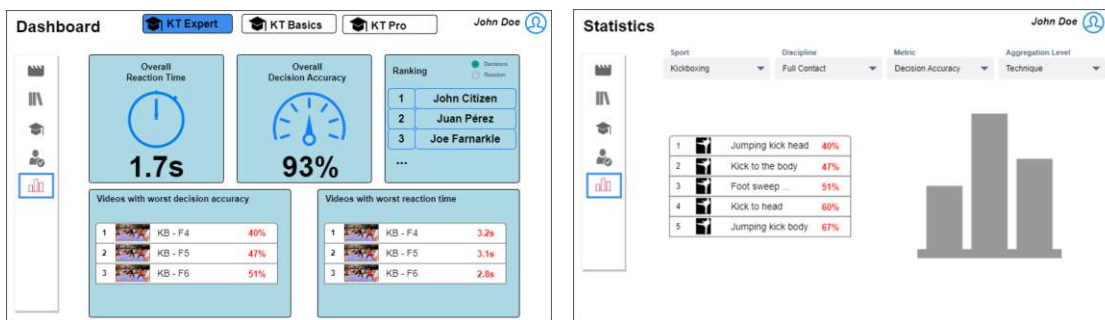 Dashboard
KT Expert
KT Basics
KT Pro
John Doe
Overall
Reaction Time
1.7s
Overall
Decision Accuracy
93%
Ranking
Decisions
Reaction
1 John Citizen
2 Juan Pérez
3 Joe Farnarkle
...
Videos with worst decision accuracy
1 KB - F4 40%
2 KB - F5 47%
3 KB - F6 51%
Videos with worst reaction time
1 KB - F4 3.2s
2 KB - F5 3.1s
3 KB - F6 2.8s
Statistics
John Doe
Sport
Kickboxing
Discipline
Full Contact
Metric
Decision Accuracy
Aggregation Level
Technique
1 Jumping kick head 40%
2 Kick to the body 47%
3 Foot sweep ... 51%
4 Kick to head 60%
5 Jumping kick body 67%